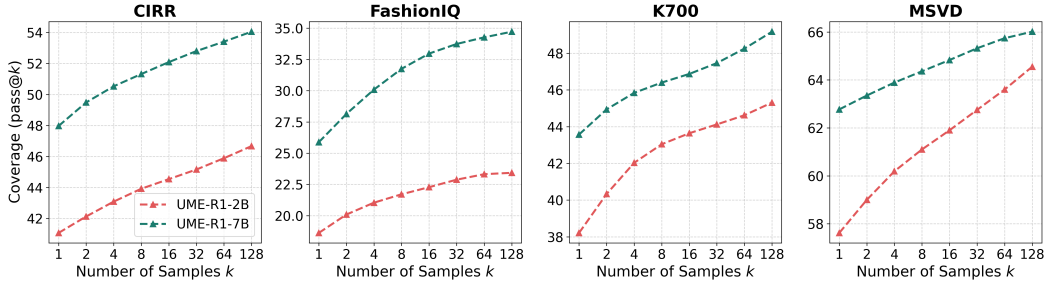 CIRR
Coverage (pass@k)
54
52
50
48
46
44
42
UME-R1-2B
UME-R1-7B
1 2 4 8 16 32 64 128
Number of Samples k
FashionIQ
35.0
32.5
30.0
27.5
25.0
22.5
20.0
1 2 4 8 16 32 64 128
Number of Samples k
K700
48
46
44
42
40
38
1 2 4 8 16 32 64 128
Number of Samples k
MSVD
66
64
62
60
58
1 2 4 8 16 32 64 128
Number of Samples k